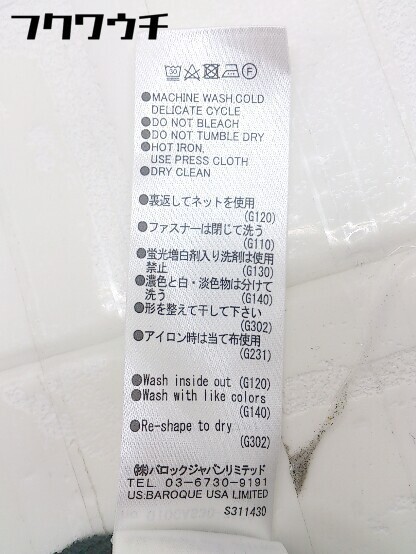 フクワウチ
●MACHINE WASH,COLD
DELICATE CYCLE
●DO NOT BLEACH
●DO NOT TUMBLE DRY
●HOT IRON,
USE PRESS CLOTH
●DRY CLEAN
●裏返してネットを使用
(G120)
●ファスナーは閉じて洗う
(G110)
●蛍光増白剤入り洗剤は使用
禁止 (G130)
●濃色と白・淡色物は分けて
洗う (G140)
●形を整えて干して下さい
(G302)
●アイロン時は当て布使用
(G231)
●Wash inside out (G120)
●Wash with like colors
(G140)
●Re-shape to dry
(G302)
㈱バロックジャパンリミテッド
TEL. 03-6730-9191
US:BAROQUE USA LIMITED
S311430